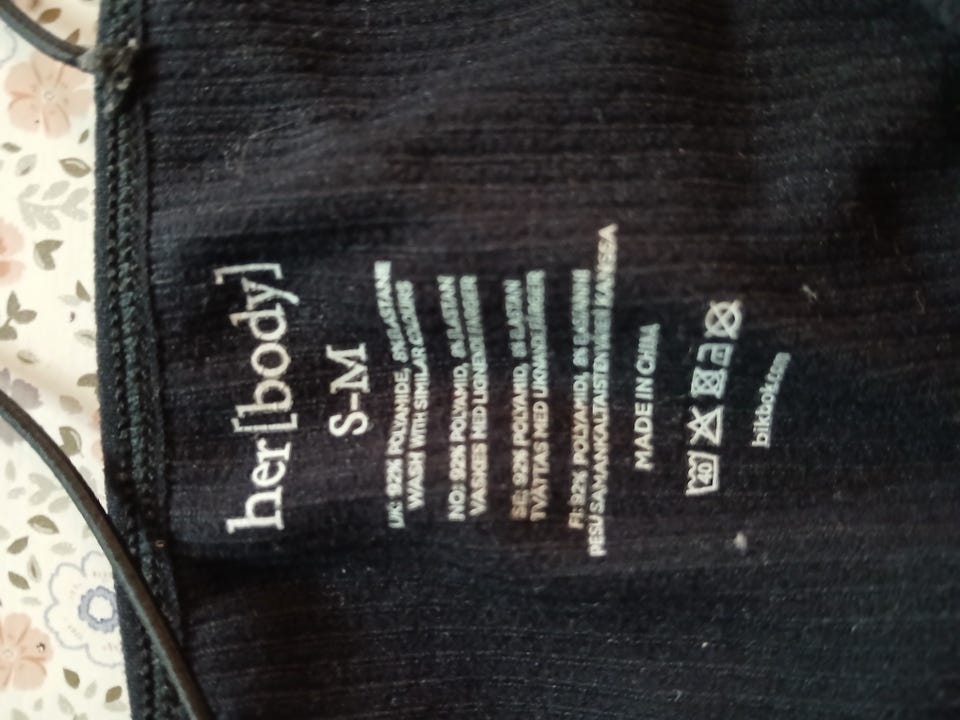 her[body]
S-M
UK: 92% POLYAMIDE, 8% ELASTANE
WASH WITH SIMILAR COLORS
NO: 92% POLYAMID, 8% ELASTAN
VASKES MED LIGNENDE FARGER
SE: 92% POLYAMID, 8% ELASTAN
TVÄTTAS MED LIKNANDE FÄRGER
FI: 92% POLYAMIDI, 8% ELASTAANI
PESU SAMANKALTAISTEN VÄRIEN KANSSA
MADE IN CHINA
40
bikbok.com